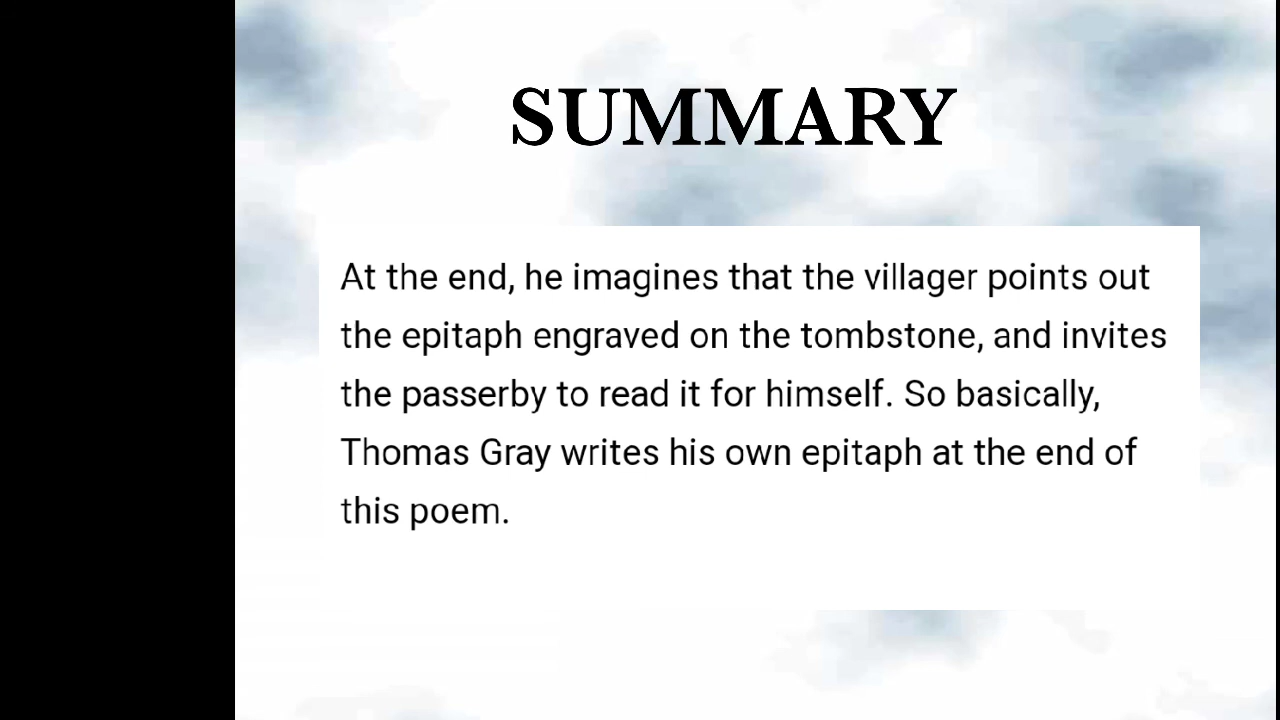 SUMMARY
At the end, he imagines that the villager points out
the epitaph engraved on the tombstone, and invites
the passerby to read it for himself. So basically,
Thomas Gray writes his own epitaph at the end of
this poem.